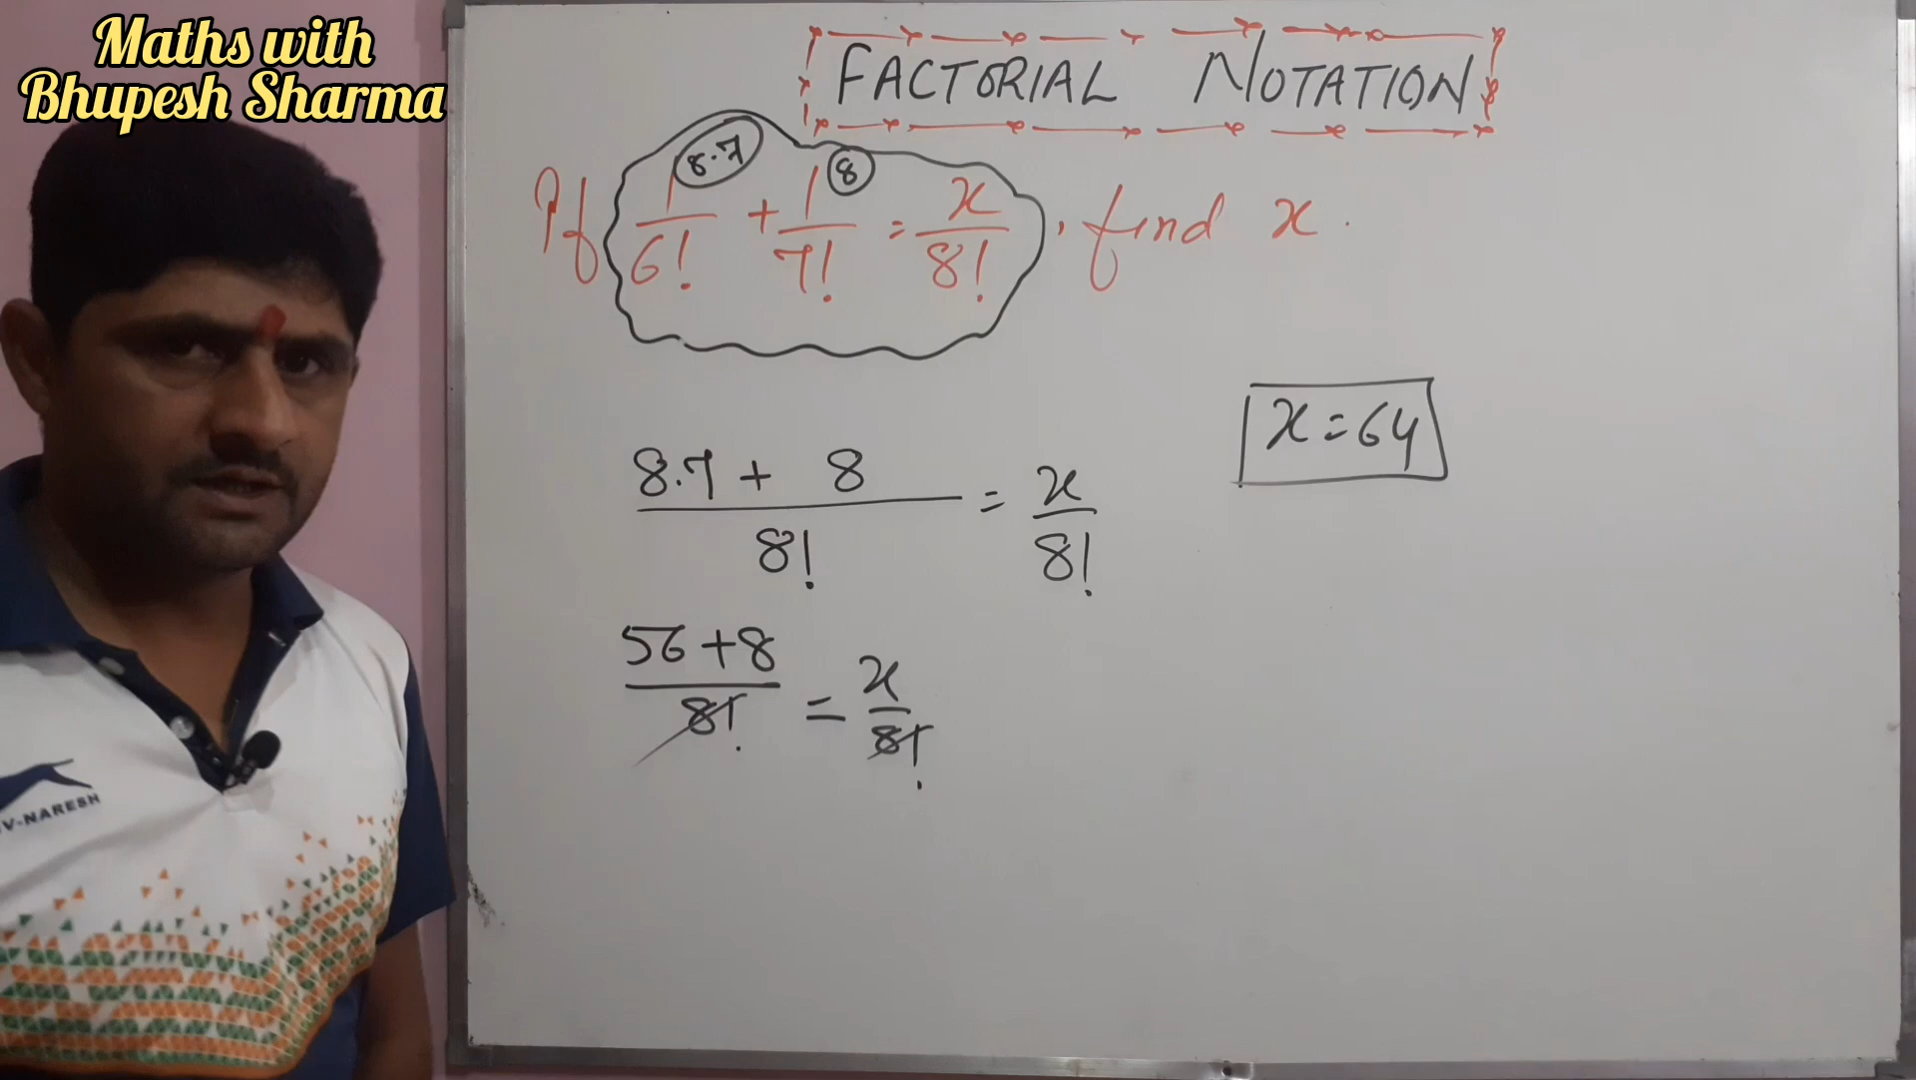 Maths with
Bhupesh Sharma
FACTORIAL NOTATION
8.7 8
If 1/6! + 1/7! = x/8! , find x.
x = 64
8.7 + 8 / 8! = x/8!
56+8 / 8! = x/8!
V-NARESH